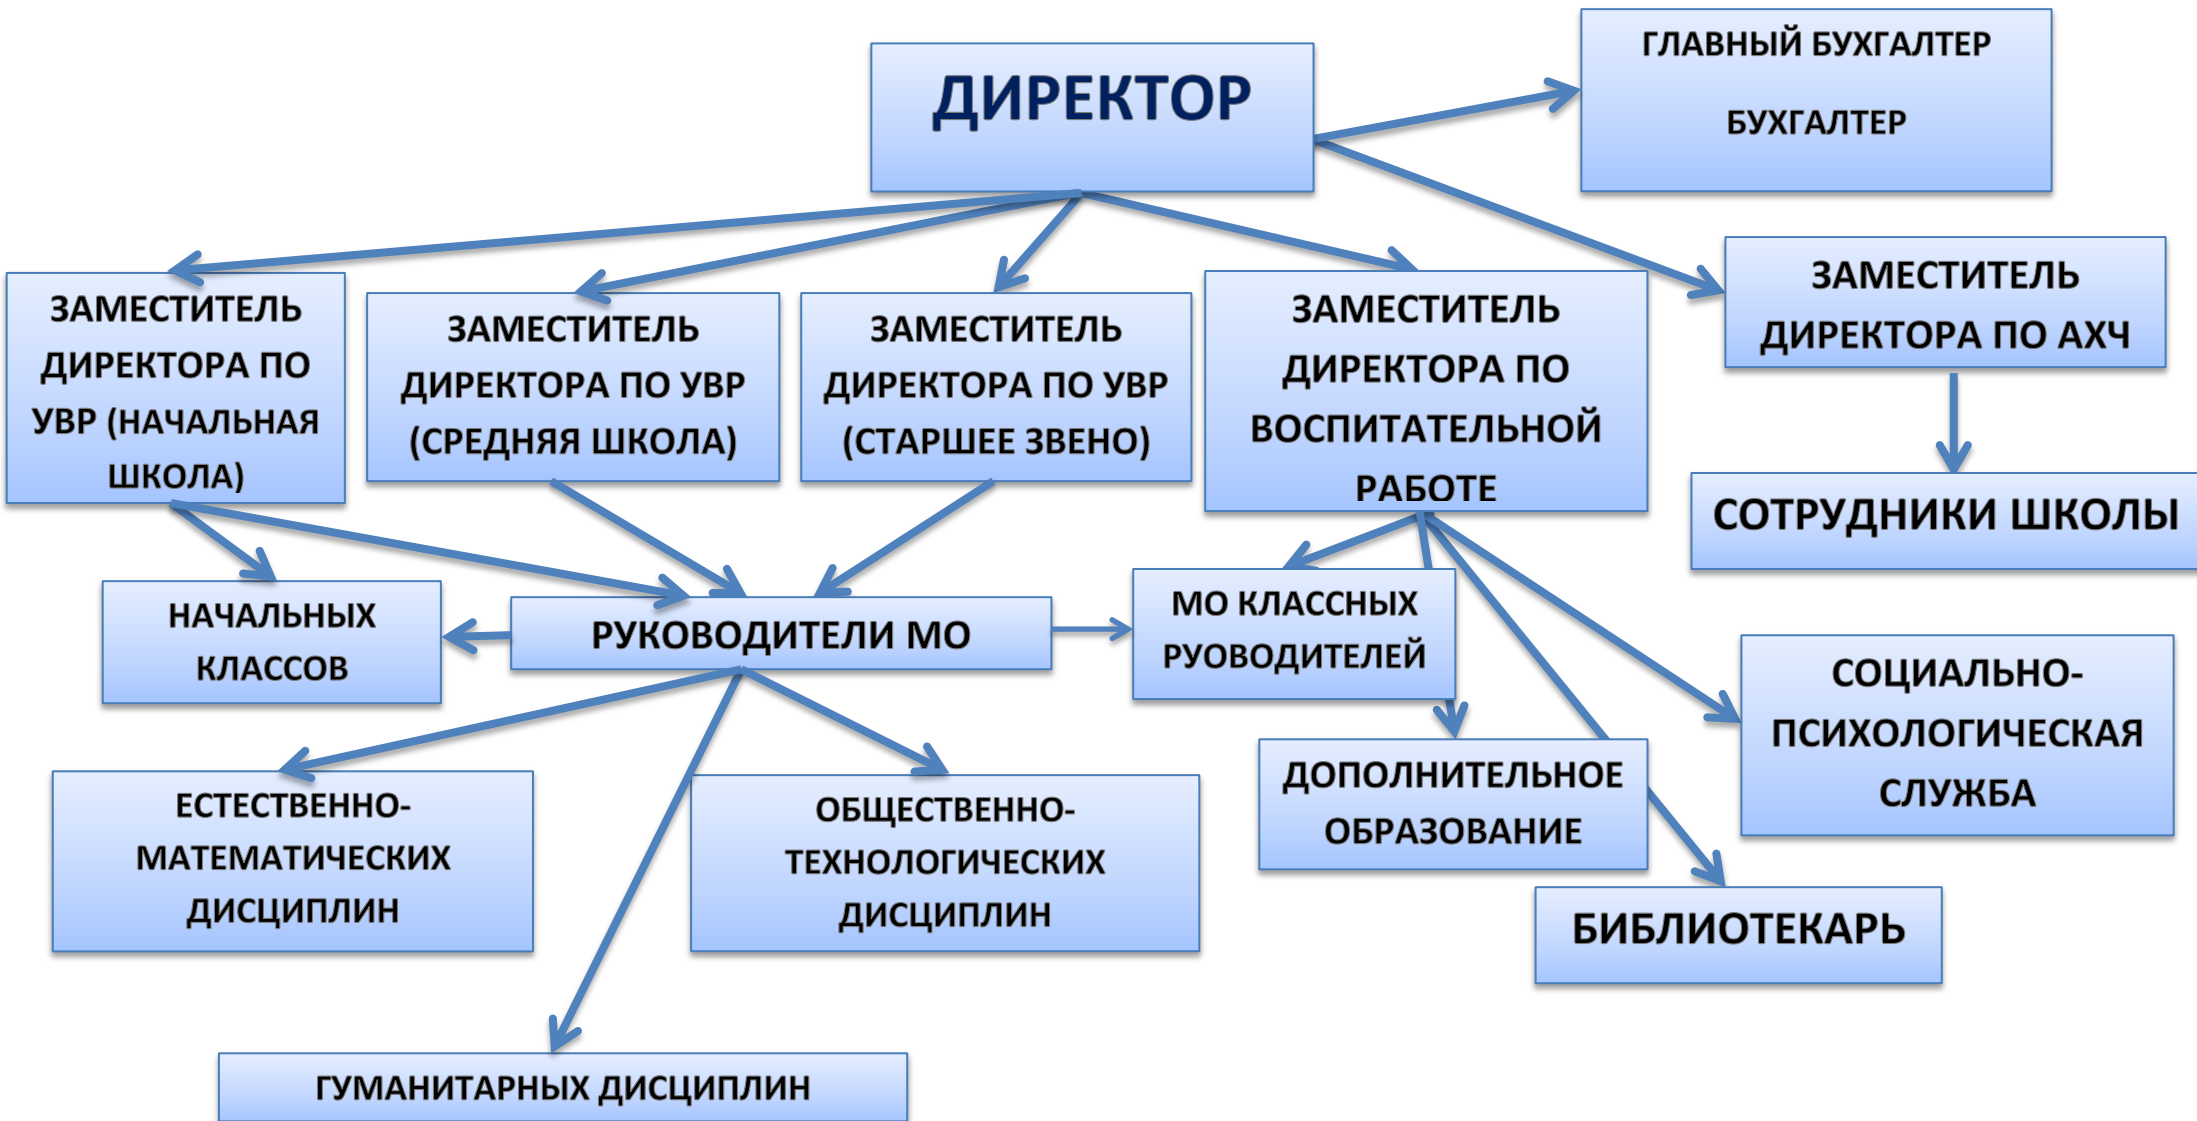 ДИРЕКТОР
ГЛАВНЫЙ БУХГАЛТЕР
БУХГАЛТЕР
ЗАМЕСТИТЕЛЬ
ДИРЕКТОРА ПО
УВР (НАЧАЛЬНАЯ
ШКОЛА)
ЗАМЕСТИТЕЛЬ
ДИРЕКТОРА ПО УВР
(СРЕДНЯЯ ШКОЛА)
ЗАМЕСТИТЕЛЬ
ДИРЕКТОРА ПО УВР
(СТАРШЕЕ ЗВЕНО)
ЗАМЕСТИТЕЛЬ
ДИРЕКТОРА ПО
ВОСПИТАТЕЛЬНОЙ
РАБОТЕ
ЗАМЕСТИТЕЛЬ
ДИРЕКТОРА ПО АХЧ
СОТРУДНИКИ ШКОЛЫ
НАЧАЛЬНЫХ
КЛАССОВ
РУКОВОДИТЕЛИ МО
МО КЛАССНЫХ
РУОВОДИТЕЛЕЙ
СОЦИАЛЬНО-
ПСИХОЛОГИЧЕСКАЯ
СЛУЖБА
ЕСТЕСТВЕННО-
МАТЕМАТИЧЕСКИХ
ДИСЦИПЛИН
ОБЩЕСТВЕННО-
ТЕХНОЛОГИЧЕСКИХ
ДИСЦИПЛИН
ДОПОЛНИТЕЛЬНОЕ
ОБРАЗОВАНИЕ
БИБЛИОТЕКАРЬ
ГУМАНИТАРНЫХ ДИСЦИПЛИН